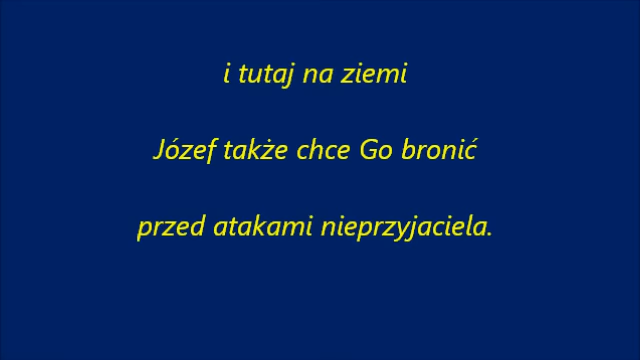 i tutaj na ziemi
Józef także chce Go bronić
przed atakami nieprzyjaciela.